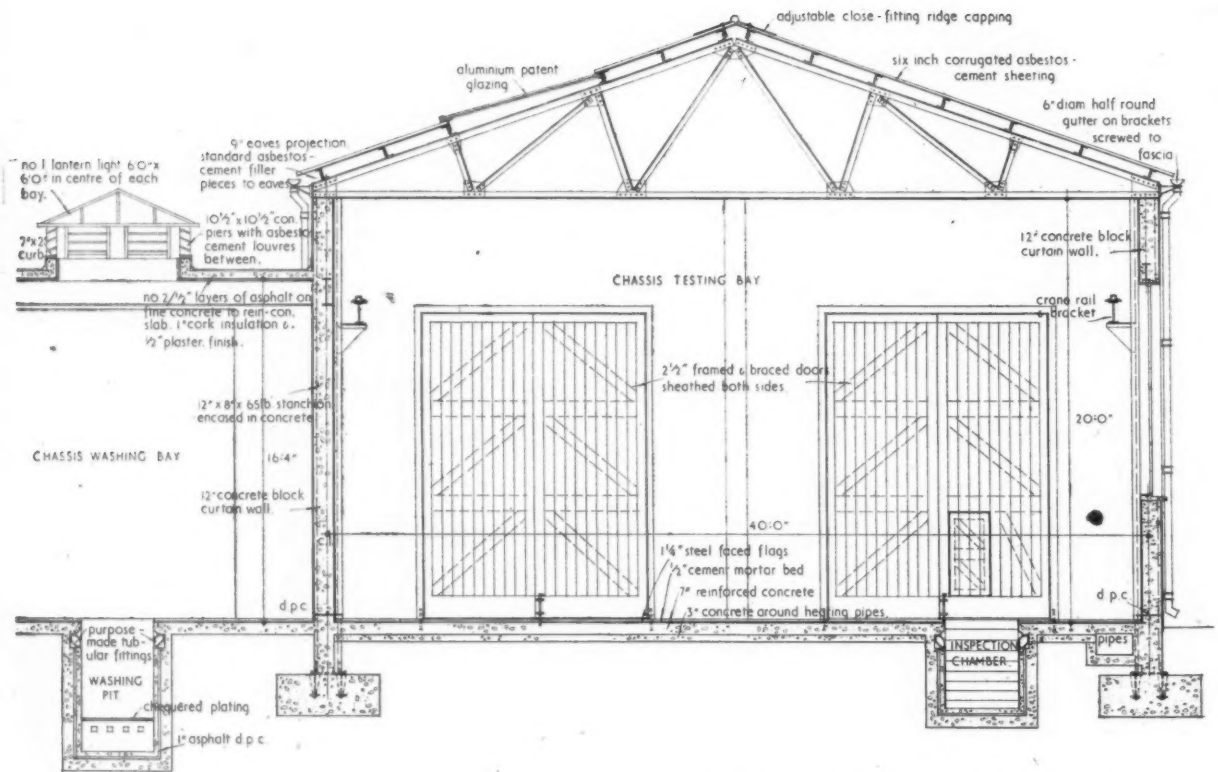 adjustable close-fitting ridge capping
aluminium patent
glazing
six inch corrugated asbestos-
cement sheeting
6" diam half round
gutter on brackets
screwed to
fascia
9" eaves projection
standard asbestos-
cement filler
pieces to eaves
no 1 lantern light 6'0" x
6'0" in centre of each
bay.
10½" x 10½" con.
piers with asbesto
cement louvres
between.
2" x 2
curb
no 2/½" layers of asphalt on
fine concrete to rein-con.
slab. 1" cork insulation &
½" plaster. finish.
12" concrete block
curtain wall.
CHASSIS TESTING BAY
crane rail
& bracket
2½" framed & braced doors
sheathed both sides.
12" x 8" x 65lb stanchion
encased in concrete
20'0"
CHASSIS WASHING BAY
16'4"
12" concrete block
curtain wall.
40'0"
1¼" steel faced flags
½" cement mortar bed
7" reinforced concrete
3" concrete around heating pipes.
d.p.c.
d.p.c.
purpose-
made tub
ular fittings
WASHING
PIT
chequered plating
1" asphalt d.p.c.
INSPECTION
CHAMBER
pipes